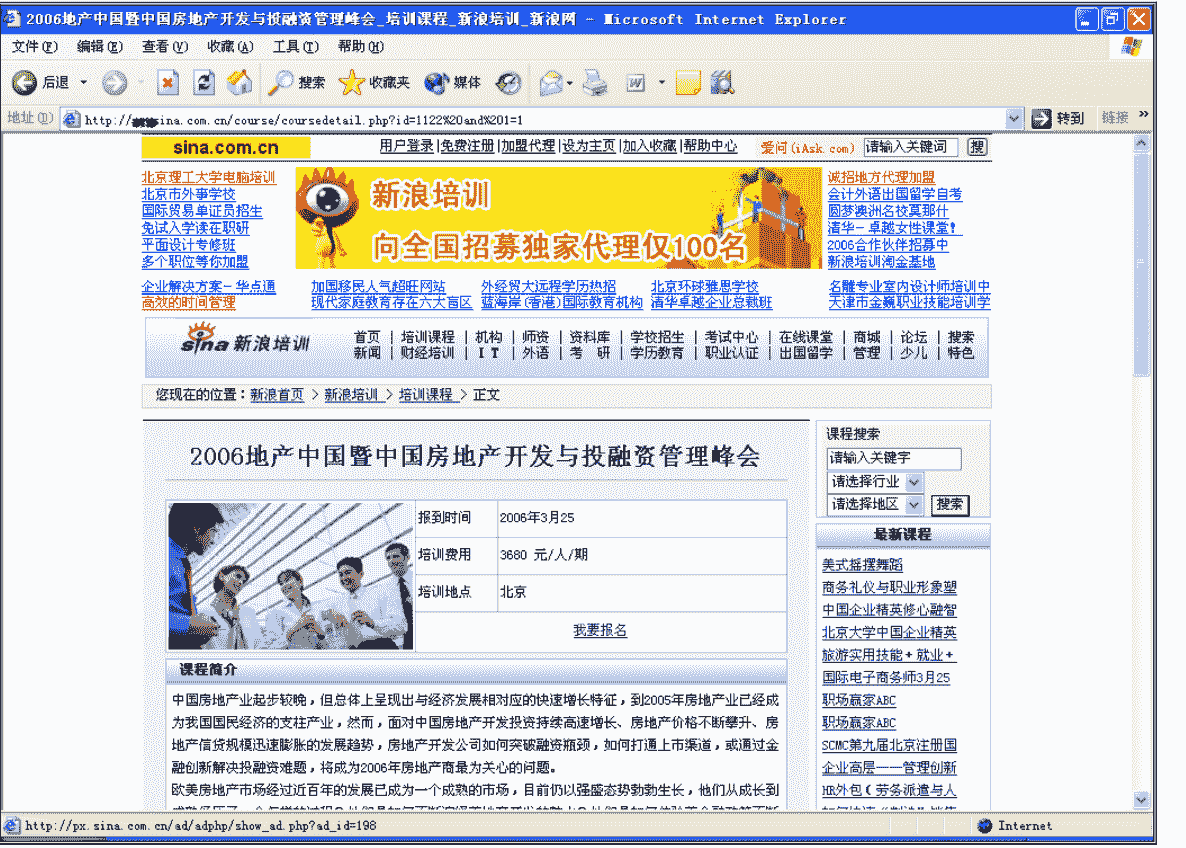 2006地产中国暨中国房地产开发与投融资管理峰会_培训课程_新浪培训_新浪网 - Microsoft Internet Explorer
文件(F) 编辑(E) 查看(V) 收藏(A) 工具(T) 帮助(H)
后退 搜索 收藏夹 媒体
地址(D) http://ina.com.cn/course/coursedetail.php?id=1122%20and%201=1 转到 链接 »
sina.com.cn 用户登录|免费注册|加盟代理|设为主页|加入收藏|帮助中心 爱问(iAsk.com) 请输入关键词 搜
北京理工大学电脑培训
北京市外事学校
国际贸易单证员招生
免试入学读在职研
平面设计专修班
多个职位等你加盟
新浪培训
向全国招募独家代理仅100名
诚招地方代理加盟
会计外语出国留学自考
圆梦澳洲名校莫那什
清华-卓越女性课堂!
2006合作伙伴招募中
新浪培训淘金基地
企业解决方案-华点通 加国移民人气超旺网站 外经贸大远程学历热招 北京环球雅思学校 名雕专业室内设计师培训中
高效的时间管理 现代家庭教育存在六大盲区 蓝海岸(香港)国际教育机构 清华卓越企业总裁班 天津市金巍职业技能培训学
sina 新浪培训
首页 | 培训课程 | 机构 | 师资 | 资料库 | 学校招生 | 考试中心 | 在线课堂 | 商城 | 论坛 | 搜索
新闻 | 财经培训 | I T | 外语 | 考 研 | 学历教育 | 职业认证 | 出国留学 | 管理 | 少儿 | 特色
您现在的位置：新浪首页 > 新浪培训 > 培训课程 > 正文
2006地产中国暨中国房地产开发与投融资管理峰会
报到时间 2006年3月25
培训费用 3680 元/人/期
培训地点 北京
我要报名
课程简介
中国房地产业起步较晚，但总体上呈现出与经济发展相对应的快速增长特征，到2005年房地产业已经成
为我国国民经济的支柱产业，然而，面对中国房地产开发投资持续高速增长、房地产价格不断攀升、房
地产信贷规模迅速膨胀的发展趋势，房地产开发公司如何突破融资瓶颈，如何打通上市渠道，或通过金
融创新解决投融资难题，将成为2006年房地产商最为关心的问题。
欧美房地产市场经过近百年的发展已成为一个成熟的市场，目前仍以强盛态势勃勃生长，他们从成长到
课程搜索
请输入关键字
请选择行业
请选择地区 搜索
最新课程
美式摇摆舞蹈
商务礼仪与职业形象塑
中国企业精英修心融智
北京大学中国企业精英
旅游实用技能＋就业＋
国际电子商务师3月25
职场赢家ABC
职场赢家ABC
SCMC第九届北京注册国
企业高层——管理创新
HR外包（劳务派遣与人
http://px.sina.com.cn/ad/adphp/show_ad.php?ad_id=198 Internet